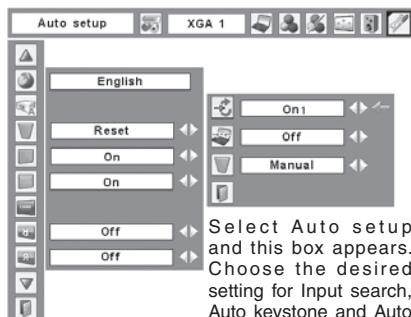 Auto setup
XGA 1
English
Reset
On
On
Off
Off
On1
Off
Manual
Select Auto setup
and this box appears.
Choose the desired
setting for Input search,
Auto keystone and Auto